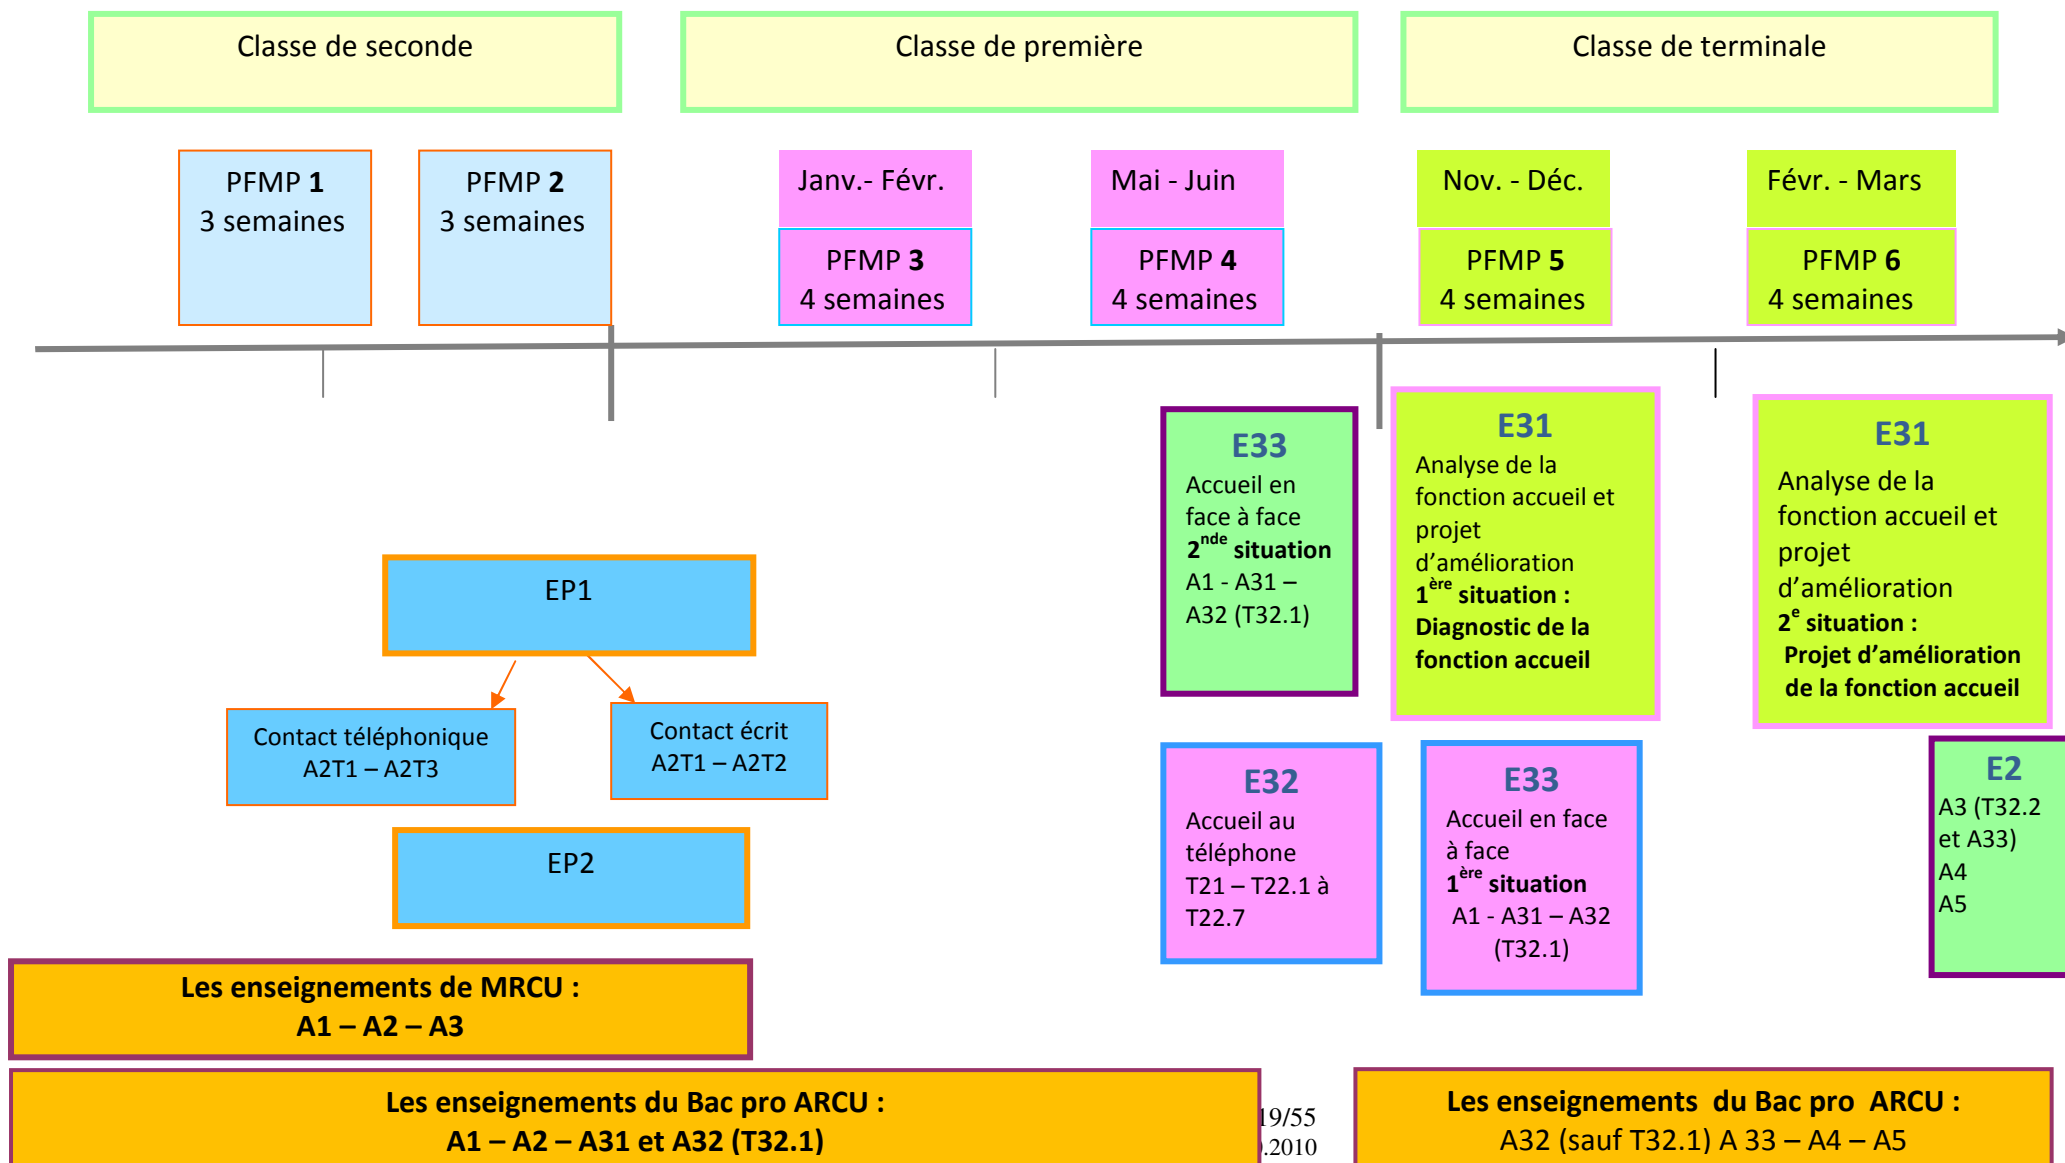 Classe de seconde
Classe de première
Classe de terminale
PFMP 1
3 semaines
PFMP 2
3 semaines
Janv.- Févr.
PFMP 3
4 semaines
Mai - Juin
PFMP 4
4 semaines
Nov. - Déc.
PFMP 5
4 semaines
Févr. - Mars
PFMP 6
4 semaines
E33
Accueil en
face à face
2nde situation
A1 - A31 –
A32 (T32.1)
E31
Analyse de la
fonction accueil et
projet
d’amélioration
1ère situation :
Diagnostic de la
fonction accueil
E31
Analyse de la
fonction accueil et
projet
d’amélioration
2e situation :
Projet d’amélioration
de la fonction accueil
EP1
Contact téléphonique
A2T1 – A2T3
Contact écrit
A2T1 – A2T2
EP2
E32
Accueil au
téléphone
T21 – T22.1 à
T22.7
E33
Accueil en face
à face
1ère situation
A1 - A31 – A32
(T32.1)
E2
A3 (T32.2
et A33)
A4
A5
Les enseignements de MRCU :
A1 – A2 – A3
Les enseignements du Bac pro ARCU :
A1 – A2 – A31 et A32 (T32.1)
19/55
.2010
Les enseignements du Bac pro ARCU :
A32 (sauf T32.1) A 33 – A4 – A5